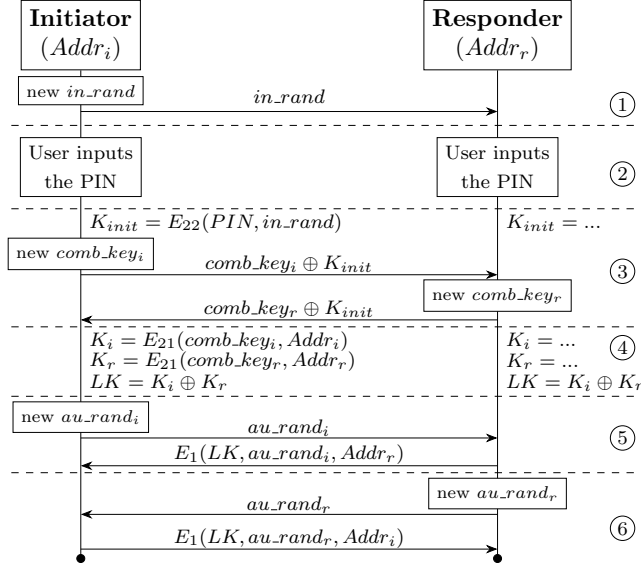 Initiator
(Addr_i)
Responder
(Addr_r)
new in_rand
in_rand
①
User inputs
the PIN
User inputs
the PIN
②
K_init = E_22(PIN, in_rand)
K_init = ...
new comb_key_i
comb_key_i ⊕ K_init
③
new comb_key_r
comb_key_r ⊕ K_init
K_i = E_21(comb_key_i, Addr_i)
K_i = ...
④
K_r = E_21(comb_key_r, Addr_r)
K_r = ...
LK = K_i ⊕ K_r
LK = K_i ⊕ K_r
new au_rand_i
au_rand_i
⑤
E_1(LK, au_rand_i, Addr_r)
new au_rand_r
au_rand_r
⑥
E_1(LK, au_rand_r, Addr_i)